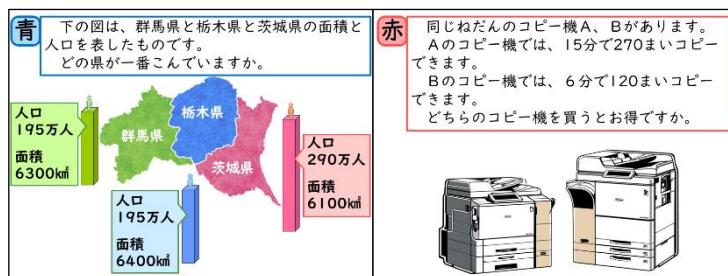 青
下の図は、群馬県と栃木県と茨城県の面積と
人口を表したものです。
どの県が一番こんでいますか。
人口
195万人
面積
6300k㎡
群馬県
栃木県
茨城県
人口
195万人
面積
6400k㎡
人口
290万人
面積
6100k㎡
赤
同じねだんのコピー機A、Bがあります。
Aのコピー機では、15分で270まいコピー
できます。
Bのコピー機では、6分で120まいコピー
できます。
どちらのコピー機を買うとお得ですか。